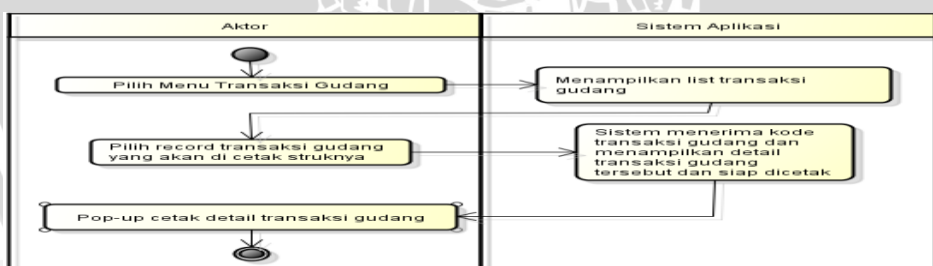 Aktor
Sistem Aplikasi
Pilih Menu Transaksi Gudang
Menampilkan list transaksi
gudang
Pilih record transaksi gudang
yang akan di cetak struknya
Sistem menerima kode
transaksi gudang dan
menampilkan detail
transaksi gudang
tersebut dan siap dicetak
Pop-up cetak detail transaksi gudang